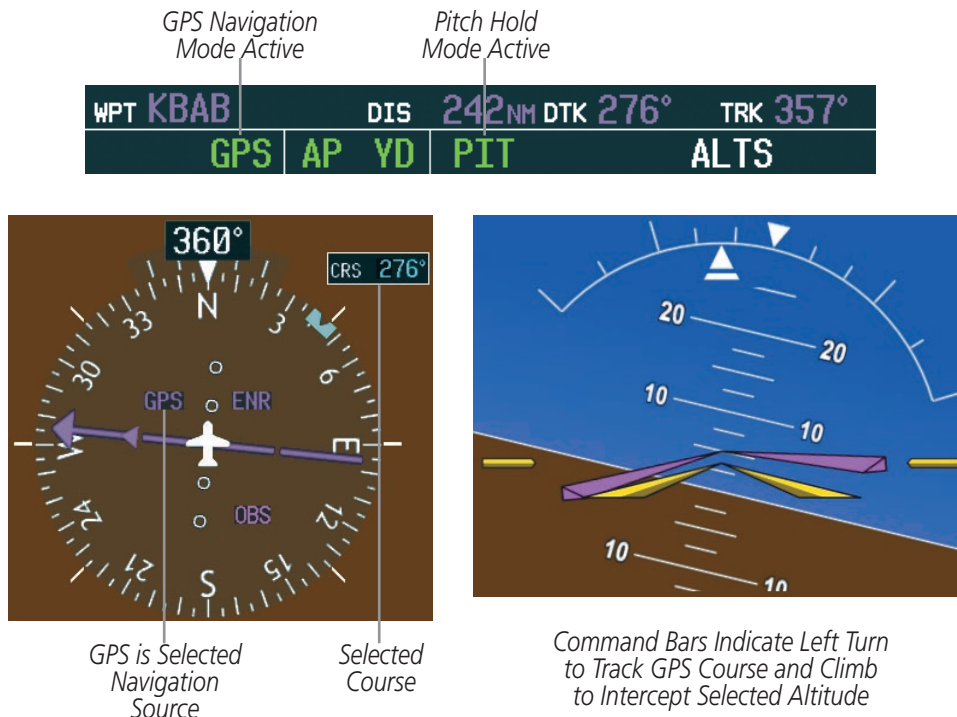 GPS Navigation
Mode Active
Pitch Hold
Mode Active
WPT KBAB DIS 242NM DTK 276° TRK 357°
GPS AP YD PIT ALTS
360°
CRS 276°
N
33
3
30
6
GPS ENR
W
E
24
OBS
12
21
15
S
20
20
10
10
10
10
GPS is Selected
Navigation
Source
Selected
Course
Command Bars Indicate Left Turn
to Track GPS Course and Climb
to Intercept Selected Altitude